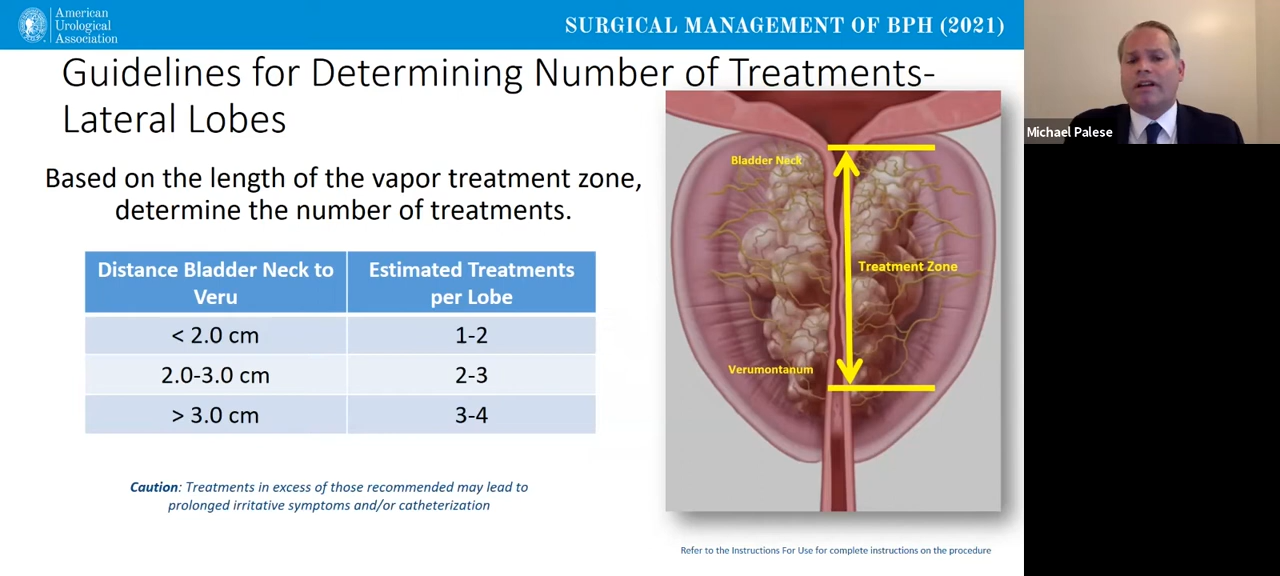 American
Urological
Association
SURGICAL MANAGEMENT OF BPH (2021)
Guidelines for Determining Number of Treatments-
Lateral Lobes
Based on the length of the vapor treatment zone,
determine the number of treatments.
Distance Bladder Neck to
Veru
Estimated Treatments
per Lobe
< 2.0 cm
1-2
2.0-3.0 cm
2-3
> 3.0 cm
3-4
Caution: Treatments in excess of those recommended may lead to
prolonged irritative symptoms and/or catheterization
Bladder Neck
Treatment Zone
Verumontanum
Refer to the Instructions For Use for complete instructions on the procedure
Michael Palese